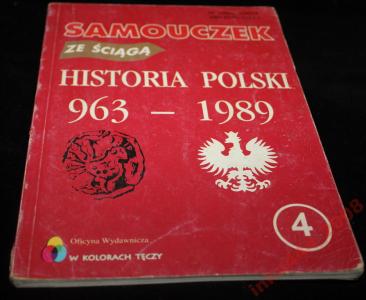 SAMOUCZEK
ZE ŚCIĄGĄ
HISTORIA POLSKI
963 – 1989
4
Oficyna Wydawnicza
W KOLORACH TĘCZY